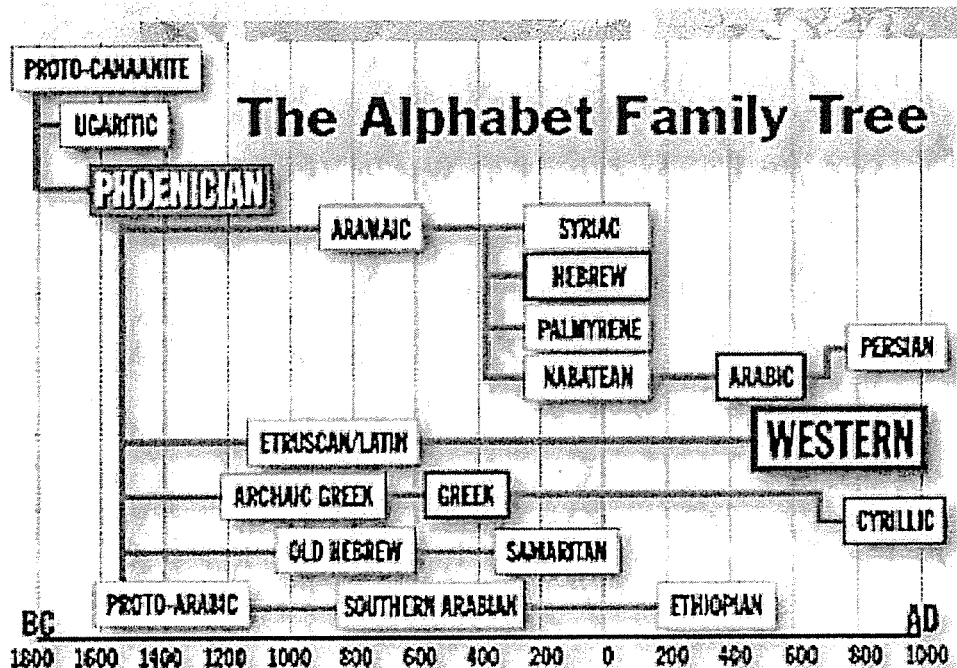 The Alphabet Family Tree
PROTO-CANAANITE
UGARITIC
PHOENICIAN
ARAMAIC
SYRIAC
HEBREW
PALMYRENE
NABATEAN
ARABIC
PERSIAN
ETRUSCAN/LATIN
WESTERN
ARCHAIC GREEK
GREEK
CYRILLIC
OLD HEBREW
SAMARITAN
PROTO-ARABIC
SOUTHERN ARABIAN
ETHIOPIAN
BC AD
1800 1600 1400 1200 1000 800 600 400 200 0 200 400 600 800 1000